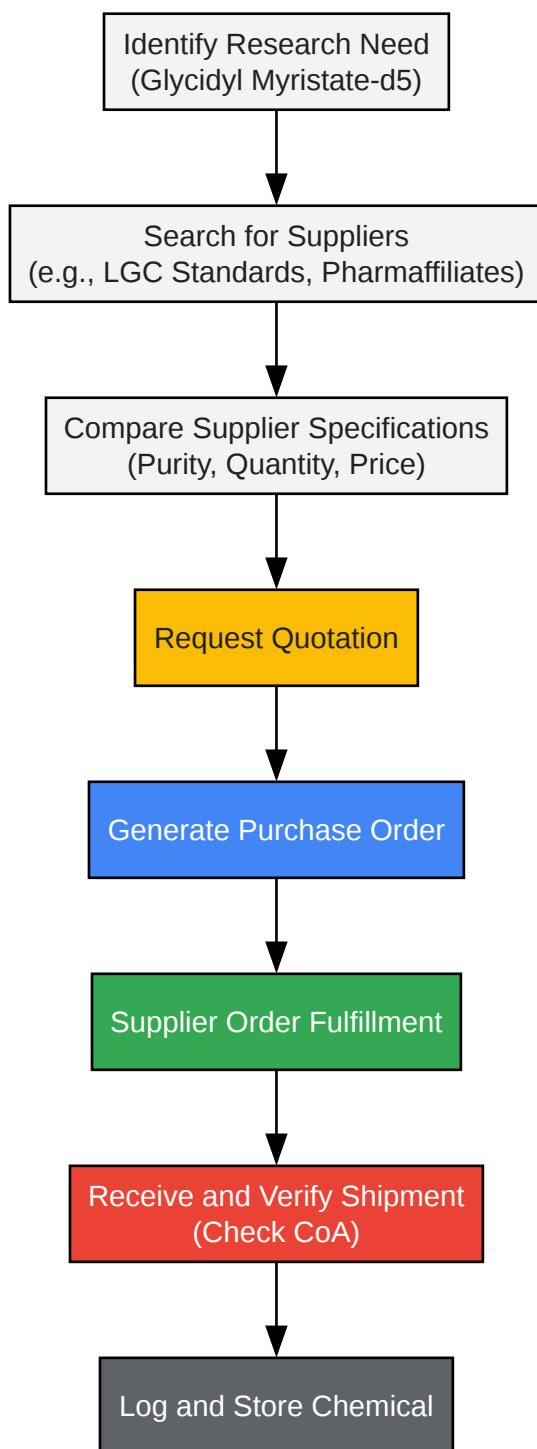 Identify Research Need
(Glycidyl Myristate-d5)
Search for Suppliers
(e.g., LGC Standards, Pharmaffiliates)
Compare Supplier Specifications
(Purity, Quantity, Price)
Request Quotation
Generate Purchase Order
Supplier Order Fulfillment
Receive and Verify Shipment
(Check CoA)
Log and Store Chemical